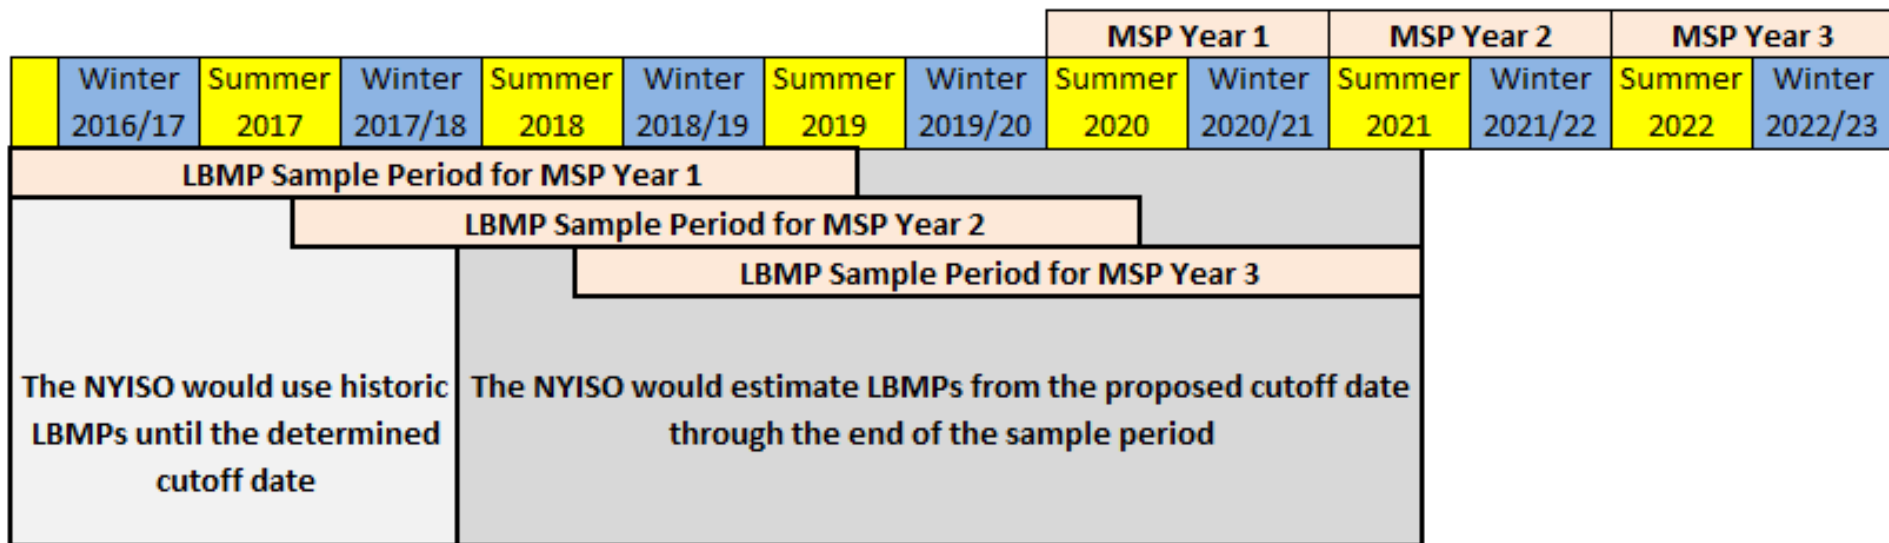 MSP Year 1 MSP Year 2 MSP Year 3
Winter Summer Winter Summer Winter Summer Winter Summer Winter Summer Winter Summer Winter
2016/17 2017 2017/18 2018 2018/19 2019 2019/20 2020 2020/21 2021 2021/22 2022 2022/23
LBMP Sample Period for MSP Year 1
LBMP Sample Period for MSP Year 2
LBMP Sample Period for MSP Year 3
The NYISO would use historic
LBMPs until the determined
cutoff date
The NYISO would estimate LBMPs from the proposed cutoff date
through the end of the sample period